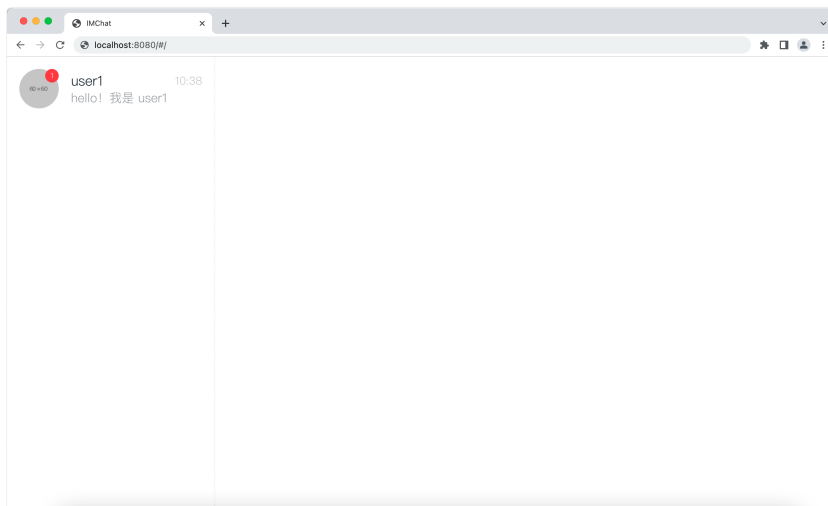 IMChat
localhost:8080/#/
1
60×60
user1 10:38
hello！我是 user1